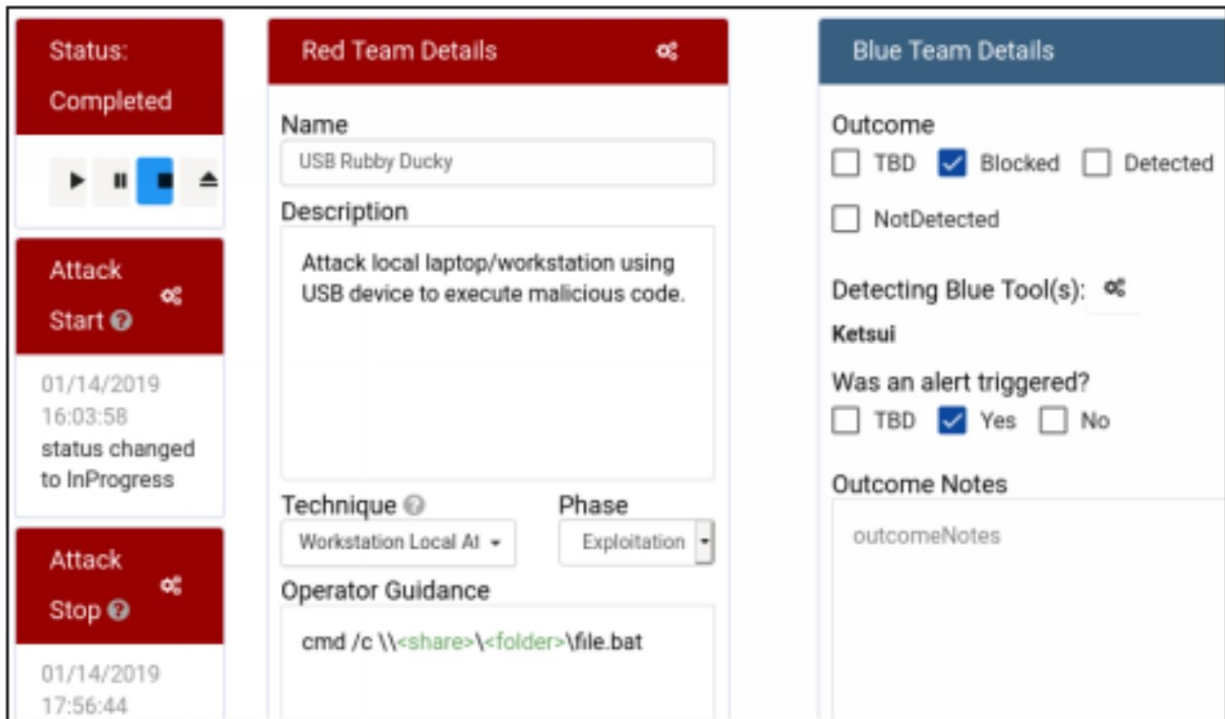 Status:
Completed
Attack
Start
01/14/2019
16:03:58
status changed
to InProgress
Attack
Stop
01/14/2019
17:56:44
Red Team Details
Name
USB Rubby Ducky
Description
Attack local laptop/workstation using
USB device to execute malicious code.
Technique
Phase
Workstation Local At
Exploitation
Operator Guidance
cmd /c \\<share>\<folder>\file.bat
Blue Team Details
Outcome
TBD Blocked Detected
NotDetected
Detecting Blue Tool(s):
Ketsui
Was an alert triggered?
TBD Yes No
Outcome Notes
outcomeNotes